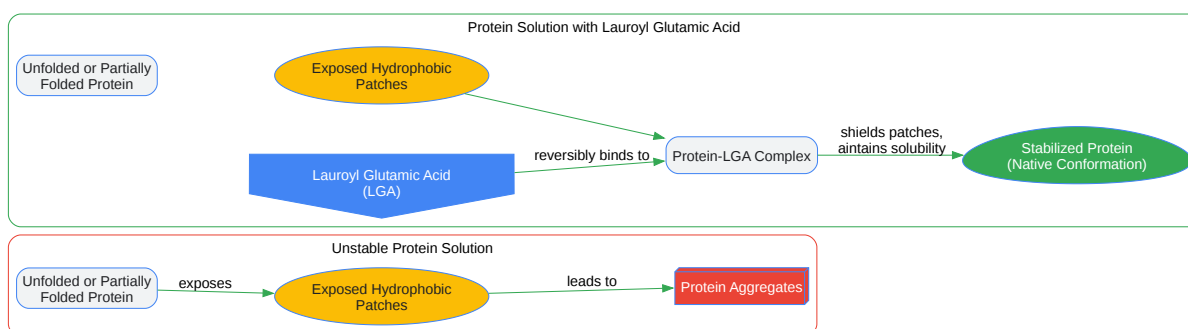 Protein Solution with Lauroyl Glutamic Acid
Unfolded or Partially
Folded Protein
Exposed Hydrophobic
Patches
Lauroyl Glutamic Acid
(LGA)
reversibly binds to
Protein-LGA Complex
shields patches,
aintains solubility
Stabilized Protein
(Native Conformation)
Unstable Protein Solution
Unfolded or Partially
Folded Protein
exposes
Exposed Hydrophobic
Patches
leads to
Protein Aggregates